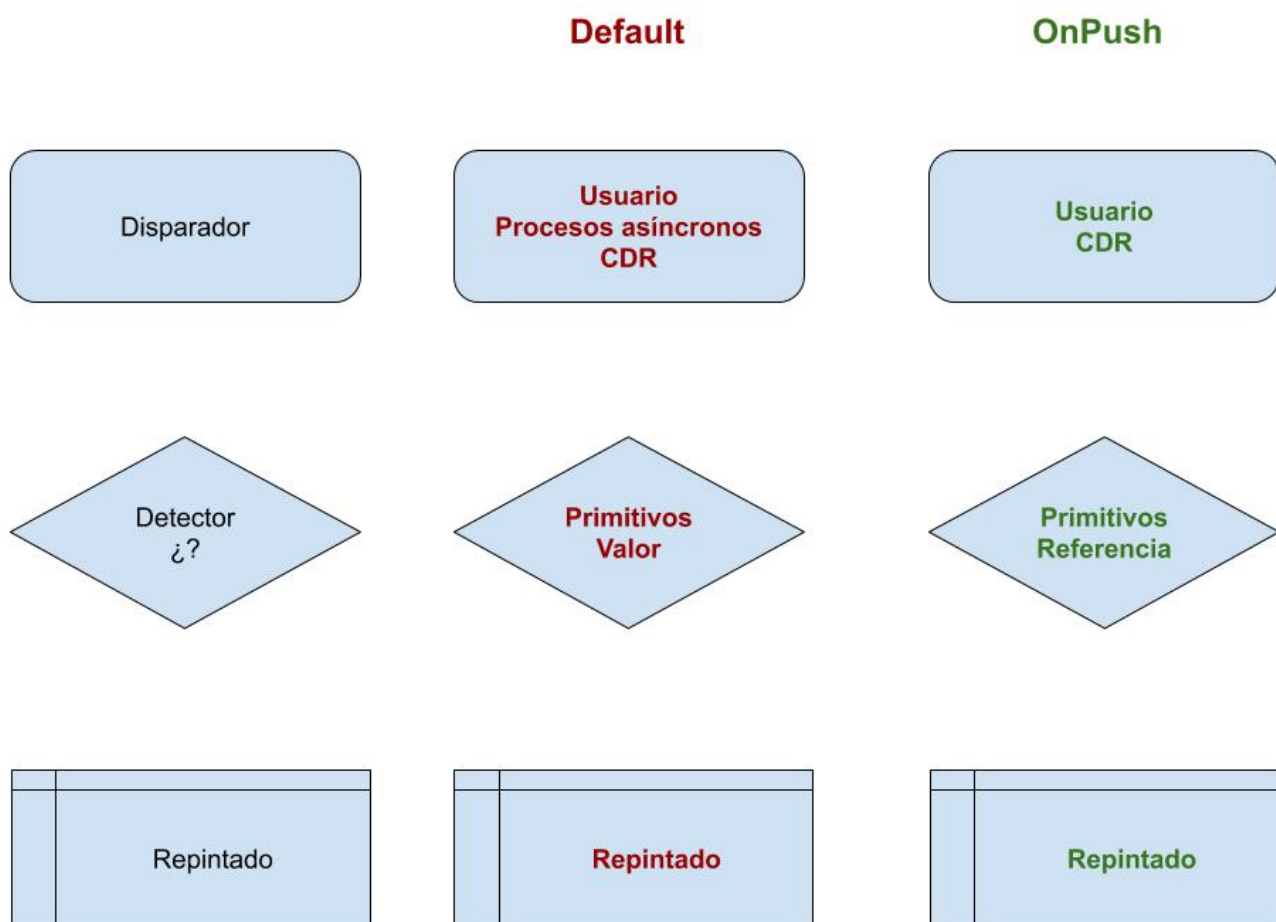 Default
OnPush
Disparador
Usuario
Procesos asíncronos
CDR
Usuario
CDR
Detector
¿?
Primitivos
Valor
Primitivos
Referencia
Repintado
Repintado
Repintado